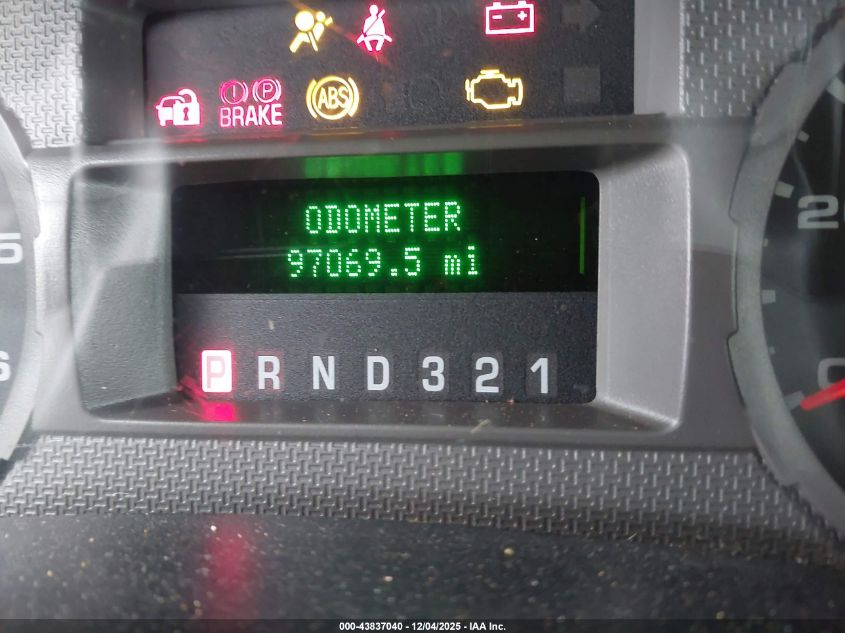 BRAKE
ABS
ODOMETER
97069.5 mi
P R N D 3 2 1
000-43837040 - 12/04/2025 - IAA Inc.